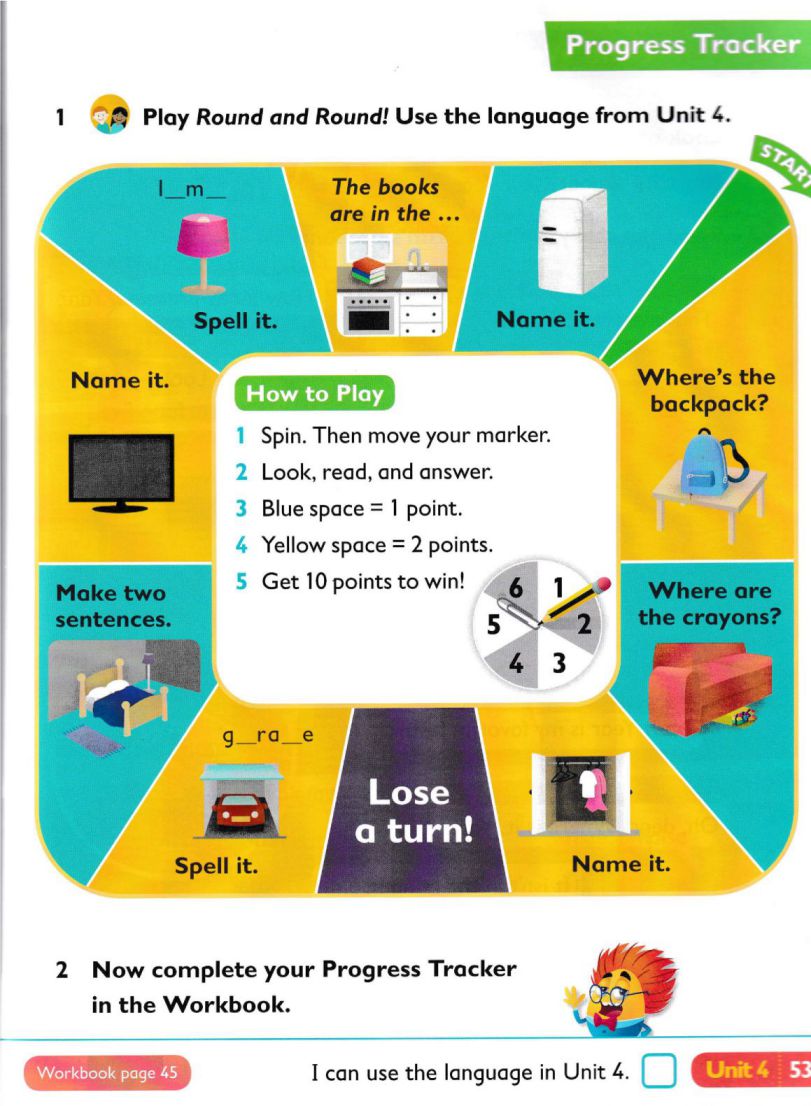 Progress Tracker
1 Play Round and Round! Use the language from Unit 4.
START
l__m__
Spell it.
The books
are in the ...
Name it.
Where's the
backpack?
Where are
the crayons?
Name it.
Lose
a turn!
g__ra__e
Spell it.
Make two
sentences.
Name it.
How to Play
1 Spin. Then move your marker.
2 Look, read, and answer.
3 Blue space = 1 point.
4 Yellow space = 2 points.
5 Get 10 points to win!
6 1
5 2
4 3
2 Now complete your Progress Tracker
in the Workbook.
Workbook page 45
I can use the language in Unit 4.
Unit 4 53